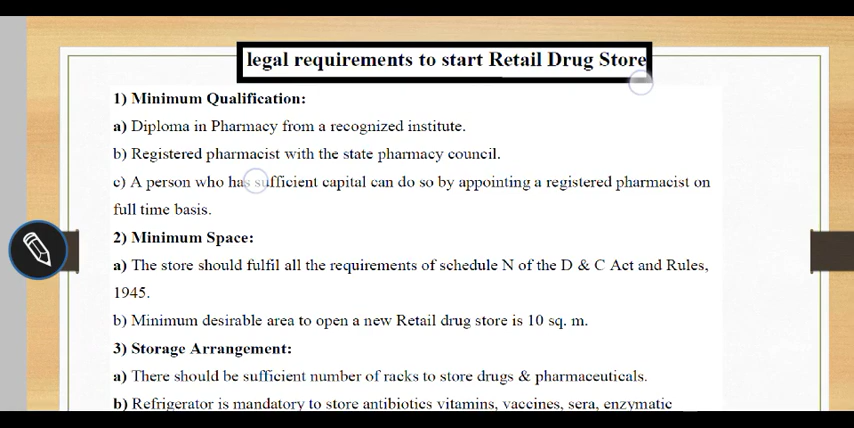 legal requirements to start Retail Drug Store
1) Minimum Qualification:
a) Diploma in Pharmacy from a recognized institute.
b) Registered pharmacist with the state pharmacy council.
c) A person who has sufficient capital can do so by appointing a registered pharmacist on
full time basis.
2) Minimum Space:
a) The store should fulfil all the requirements of schedule N of the D & C Act and Rules,
1945.
b) Minimum desirable area to open a new Retail drug store is 10 sq. m.
3) Storage Arrangement:
a) There should be sufficient number of racks to store drugs & pharmaceuticals.
b) Refrigerator is mandatory to store antibiotics vitamins, vaccines, sera, enzymatic